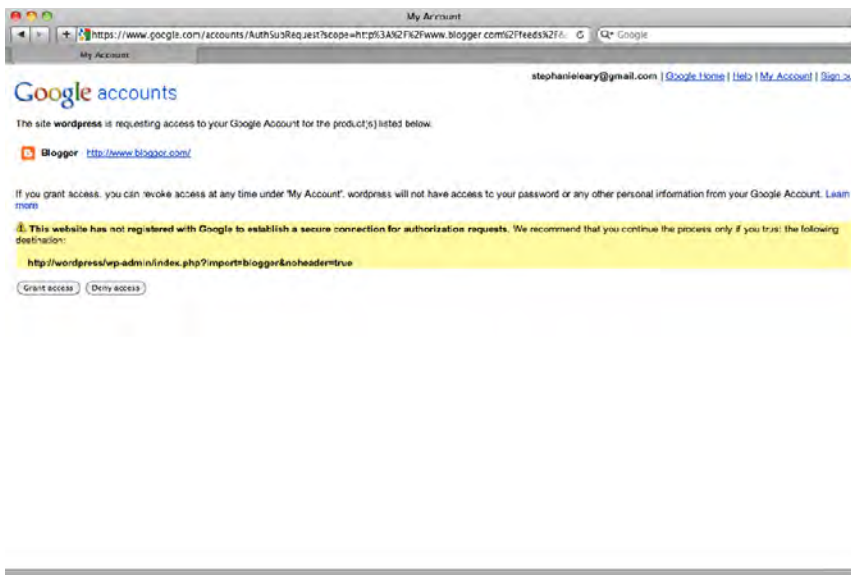 My Account
https://www.google.com/accounts/AuthSubRequest?scope=http%3A%2F%2Fwww.blogger.com%2Ffeeds%2F&
Google
My Account
stephanieleary@gmail.com | Google Home | Help | My Account | Sign ou
Google accounts
The site wordpress is requesting access to your Google Account for the product(s) listed below.
Blogger http://www.blogger.com/
If you grant access, you can revoke access at any time under 'My Account'. wordpress will not have access to your password or any other personal information from your Google Account. Learn
more
This website has not registered with Google to establish a secure connection for authorization requests. We recommend that you continue the process only if you trust the following
destination:
http://wordpress/wp-admin/index.php?import=blogger&noheader=true
Grant access Deny access